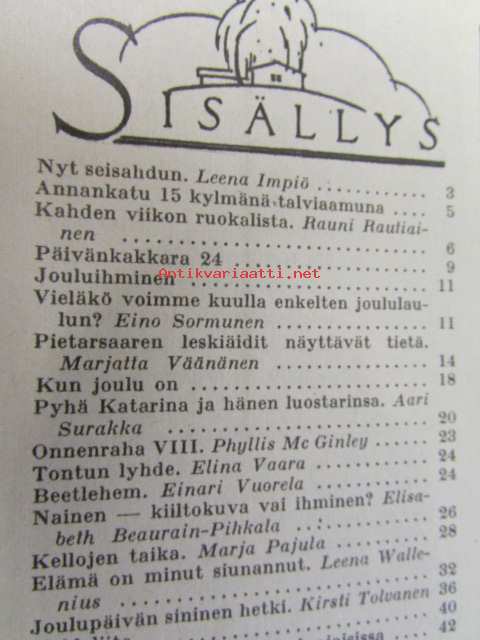 SISÄLLYS
Nyt seisahdun. Leena Impiö ............ 3
Annankatu 15 kylmänä talviaamuna .... 5
Kahden viikon ruokalista. Rauni Rautiai-
nen ............ 6
Päivänkakkara 24 ............ 9
Jouluihminen ............ 11
Antikvariaatti.net
Vieläkö voimme kuulla enkelten joululau-
lun? Eino Sormunen ............ 11
Pietarsaaren leskiäidit näyttävät tietä.
Marjatta Väänänen ............ 14
Kun joulu on ............ 18
Pyhä Katarina ja hänen luostarinsa. Aari
Surakka ............ 20
Onnenraha VIII. Phyllis Mc Ginley ...... 23
Tontun lyhde. Elina Vaara ............ 24
Beetlehem. Einari Vuorela ............ 24
Nainen — kiiltokuva vai ihminen? Elisa-
beth Beaurain-Pihkala ............ 26
Kellojen taika. Marja Pajula ........ 28
Elämä on minut siunannut. Leena Walle-
nius ............ 32
Joulupäivän sininen hetki. Kirsti Tolvanen 36
40
42